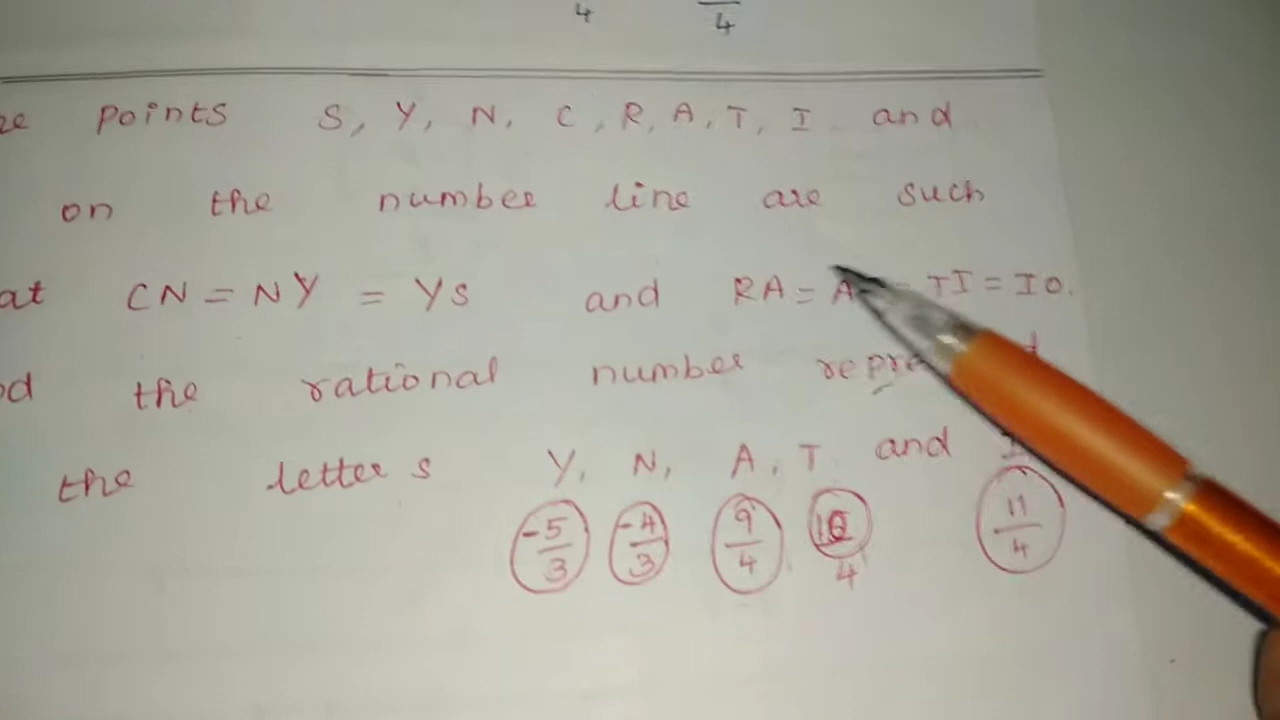 4 4
points S, Y, N, C, R, A, T, I and
on the number line are such
CN = NY = YS and RA = A = TI = IO.
the rational number
the letters Y, N, A, T and I
-5/3 -4/3 9/4 10/4 11/4